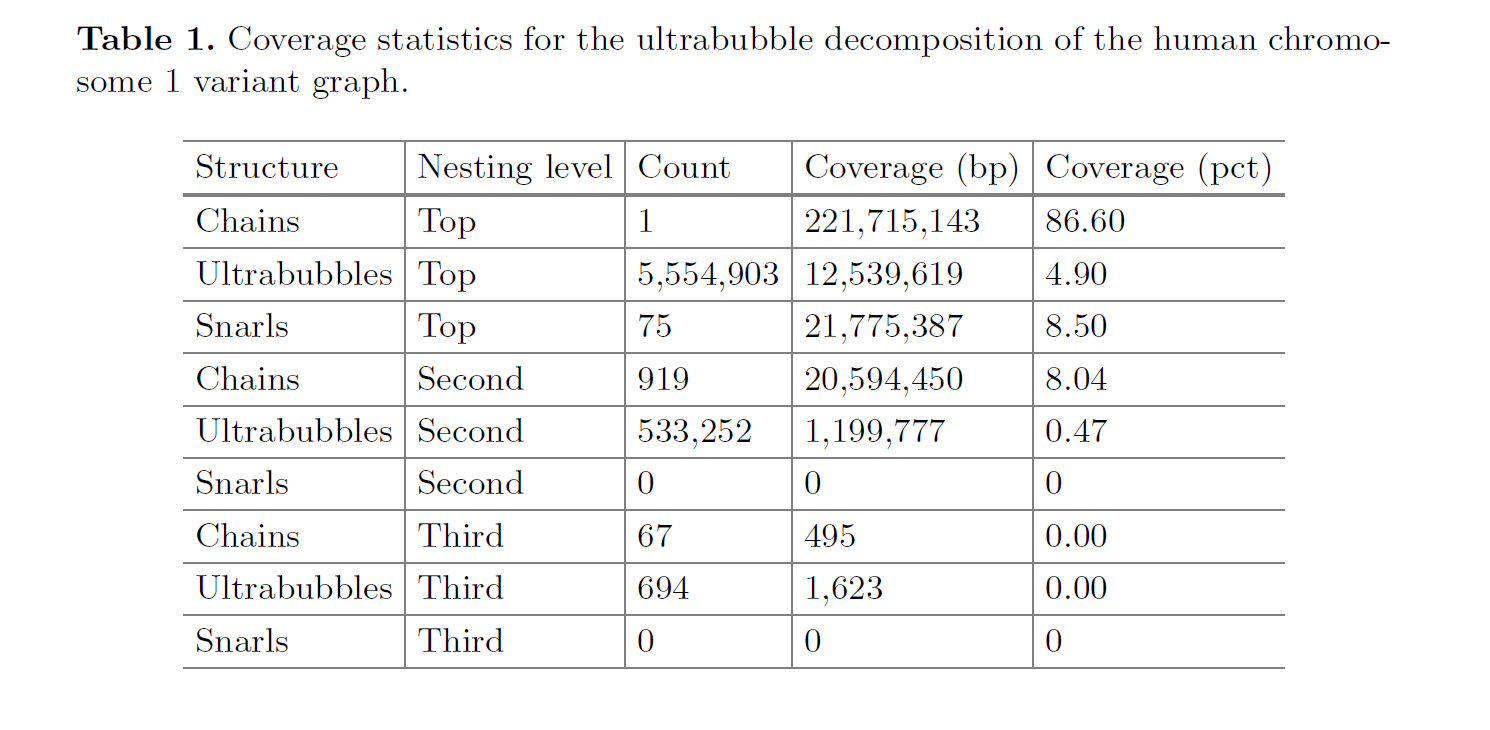 Table 1. Coverage statistics for the ultrabubble decomposition of the human chromo-
some 1 variant graph.
Structure Nesting level Count Coverage (bp) Coverage (pct)
Chains Top 1 221,715,143 86.60
Ultrabubbles Top 5,554,903 12,539,619 4.90
Snarls Top 75 21,775,387 8.50
Chains Second 919 20,594,450 8.04
Ultrabubbles Second 533,252 1,199,777 0.47
Snarls Second 0 0 0
Chains Third 67 495 0.00
Ultrabubbles Third 694 1,623 0.00
Snarls Third 0 0 0